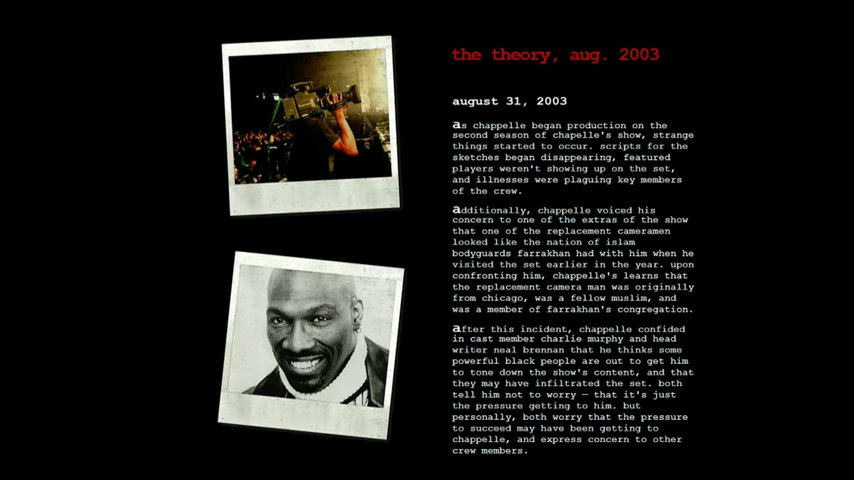 the theory, aug. 2003
august 31, 2003
as chappelle began production on the
second season of chapelle's show, strange
things started to occur. scripts for the
sketches began disappearing, featured
players weren't showing up on the set,
and illnesses were plaguing key members
of the crew.
additionally, chappelle voiced his
concern to one of the extras of the show
that one of the replacement cameramen
looked like the nation of islam
bodyguards farrakhan had with him when he
visited the set earlier in the year. upon
confronting him, chappelle's learns that
the replacement camera man was originally
from chicago, was a fellow muslim, and
was a member of farrakhan's congregation.
after this incident, chappelle confided
in cast member charlie murphy and head
writer neal brennan that he thinks some
powerful black people are out to get him
to tone down the show's content, and that
they may have infiltrated the set. both
tell him not to worry — that it's just
the pressure getting to him. but
personally, both worry that the pressure
to succeed may have been getting to
chappelle, and express concern to other
crew members.